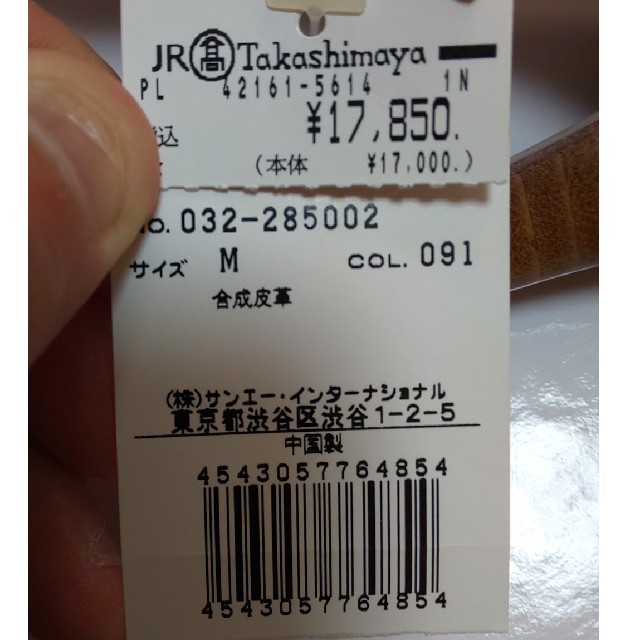 JR 髙 Takashimaya
PL 42161-5614 1N
込 ¥17,850.
(本体 ¥17,000.)
No. 032-285002
サイズ M COL. 091
合成皮革
(株)サンエー・インターナショナル
東京都渋谷区渋谷1-2-5
中国製
4543057764854
4543057764854